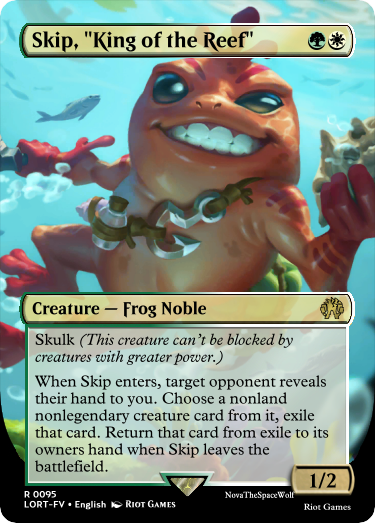 Skip, "King of the Reef"
Creature — Frog Noble
Skulk (This creature can't be blocked by
creatures with greater power.)
When Skip enters, target opponent reveals
their hand to you. Choose a nonland
nonlegendary creature card from it, exile
that card. Return that card from exile to its
owners hand when Skip leaves the
battlefield.
1/2
R 0095
LORT-FV • English RIOT GAMES
NovaTheSpaceWolf
Riot Games